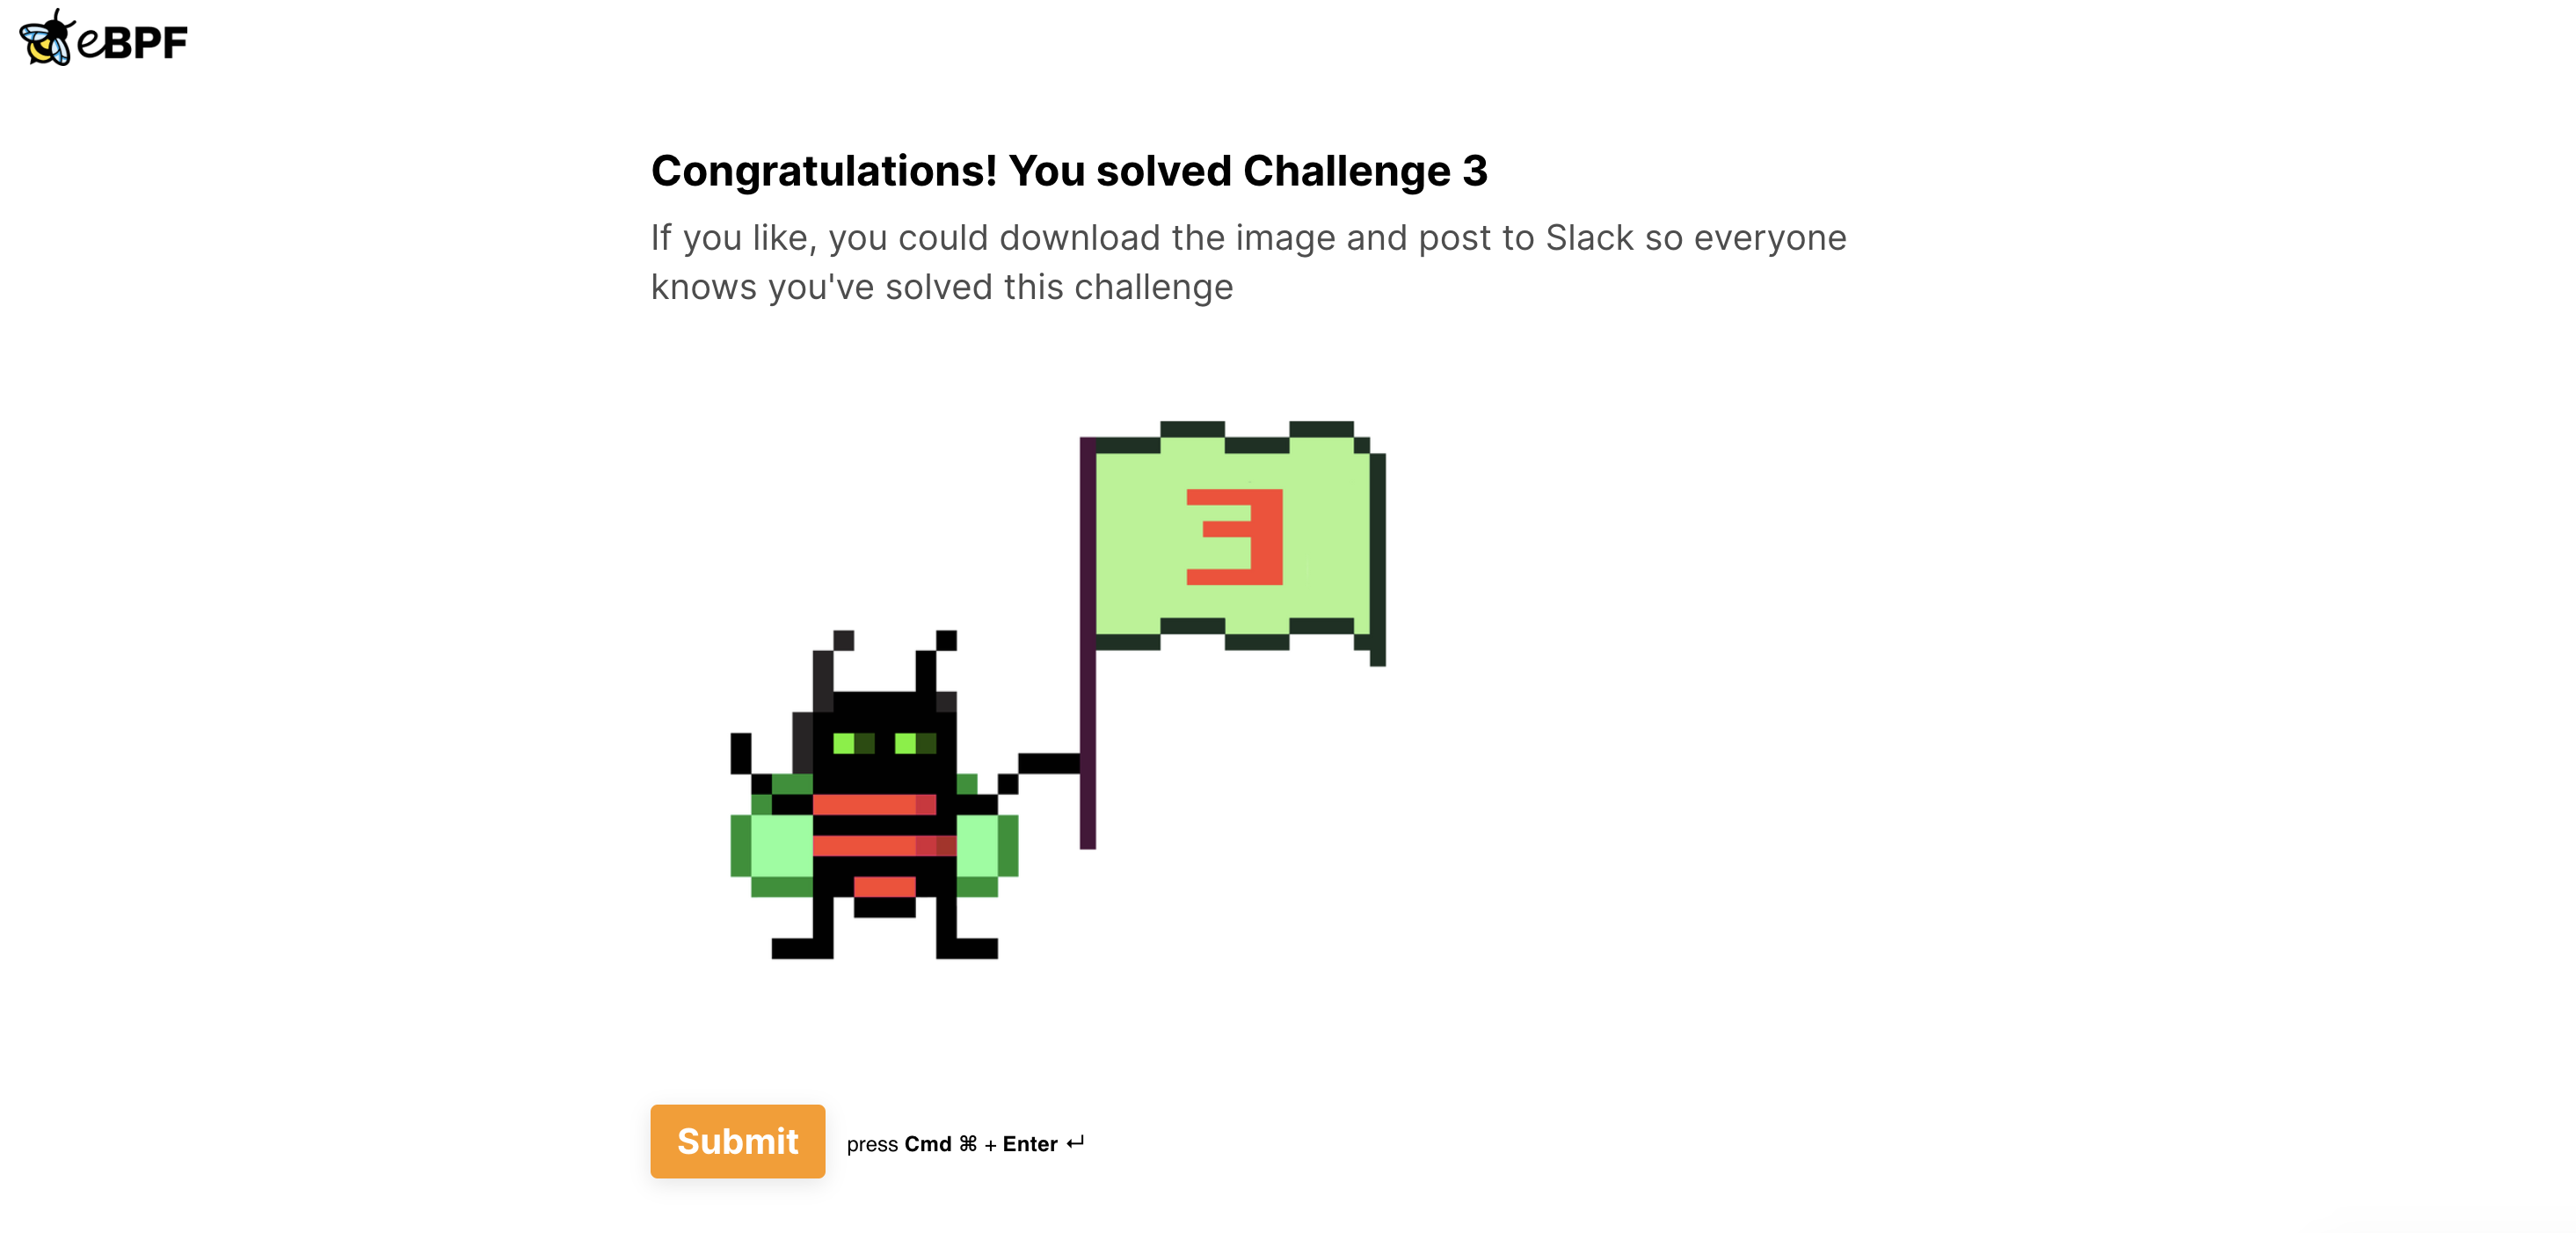 eBPF
Congratulations! You solved Challenge 3
If you like, you could download the image and post to Slack so everyone
knows you've solved this challenge
3
Submit press Cmd ⌘ + Enter ↵